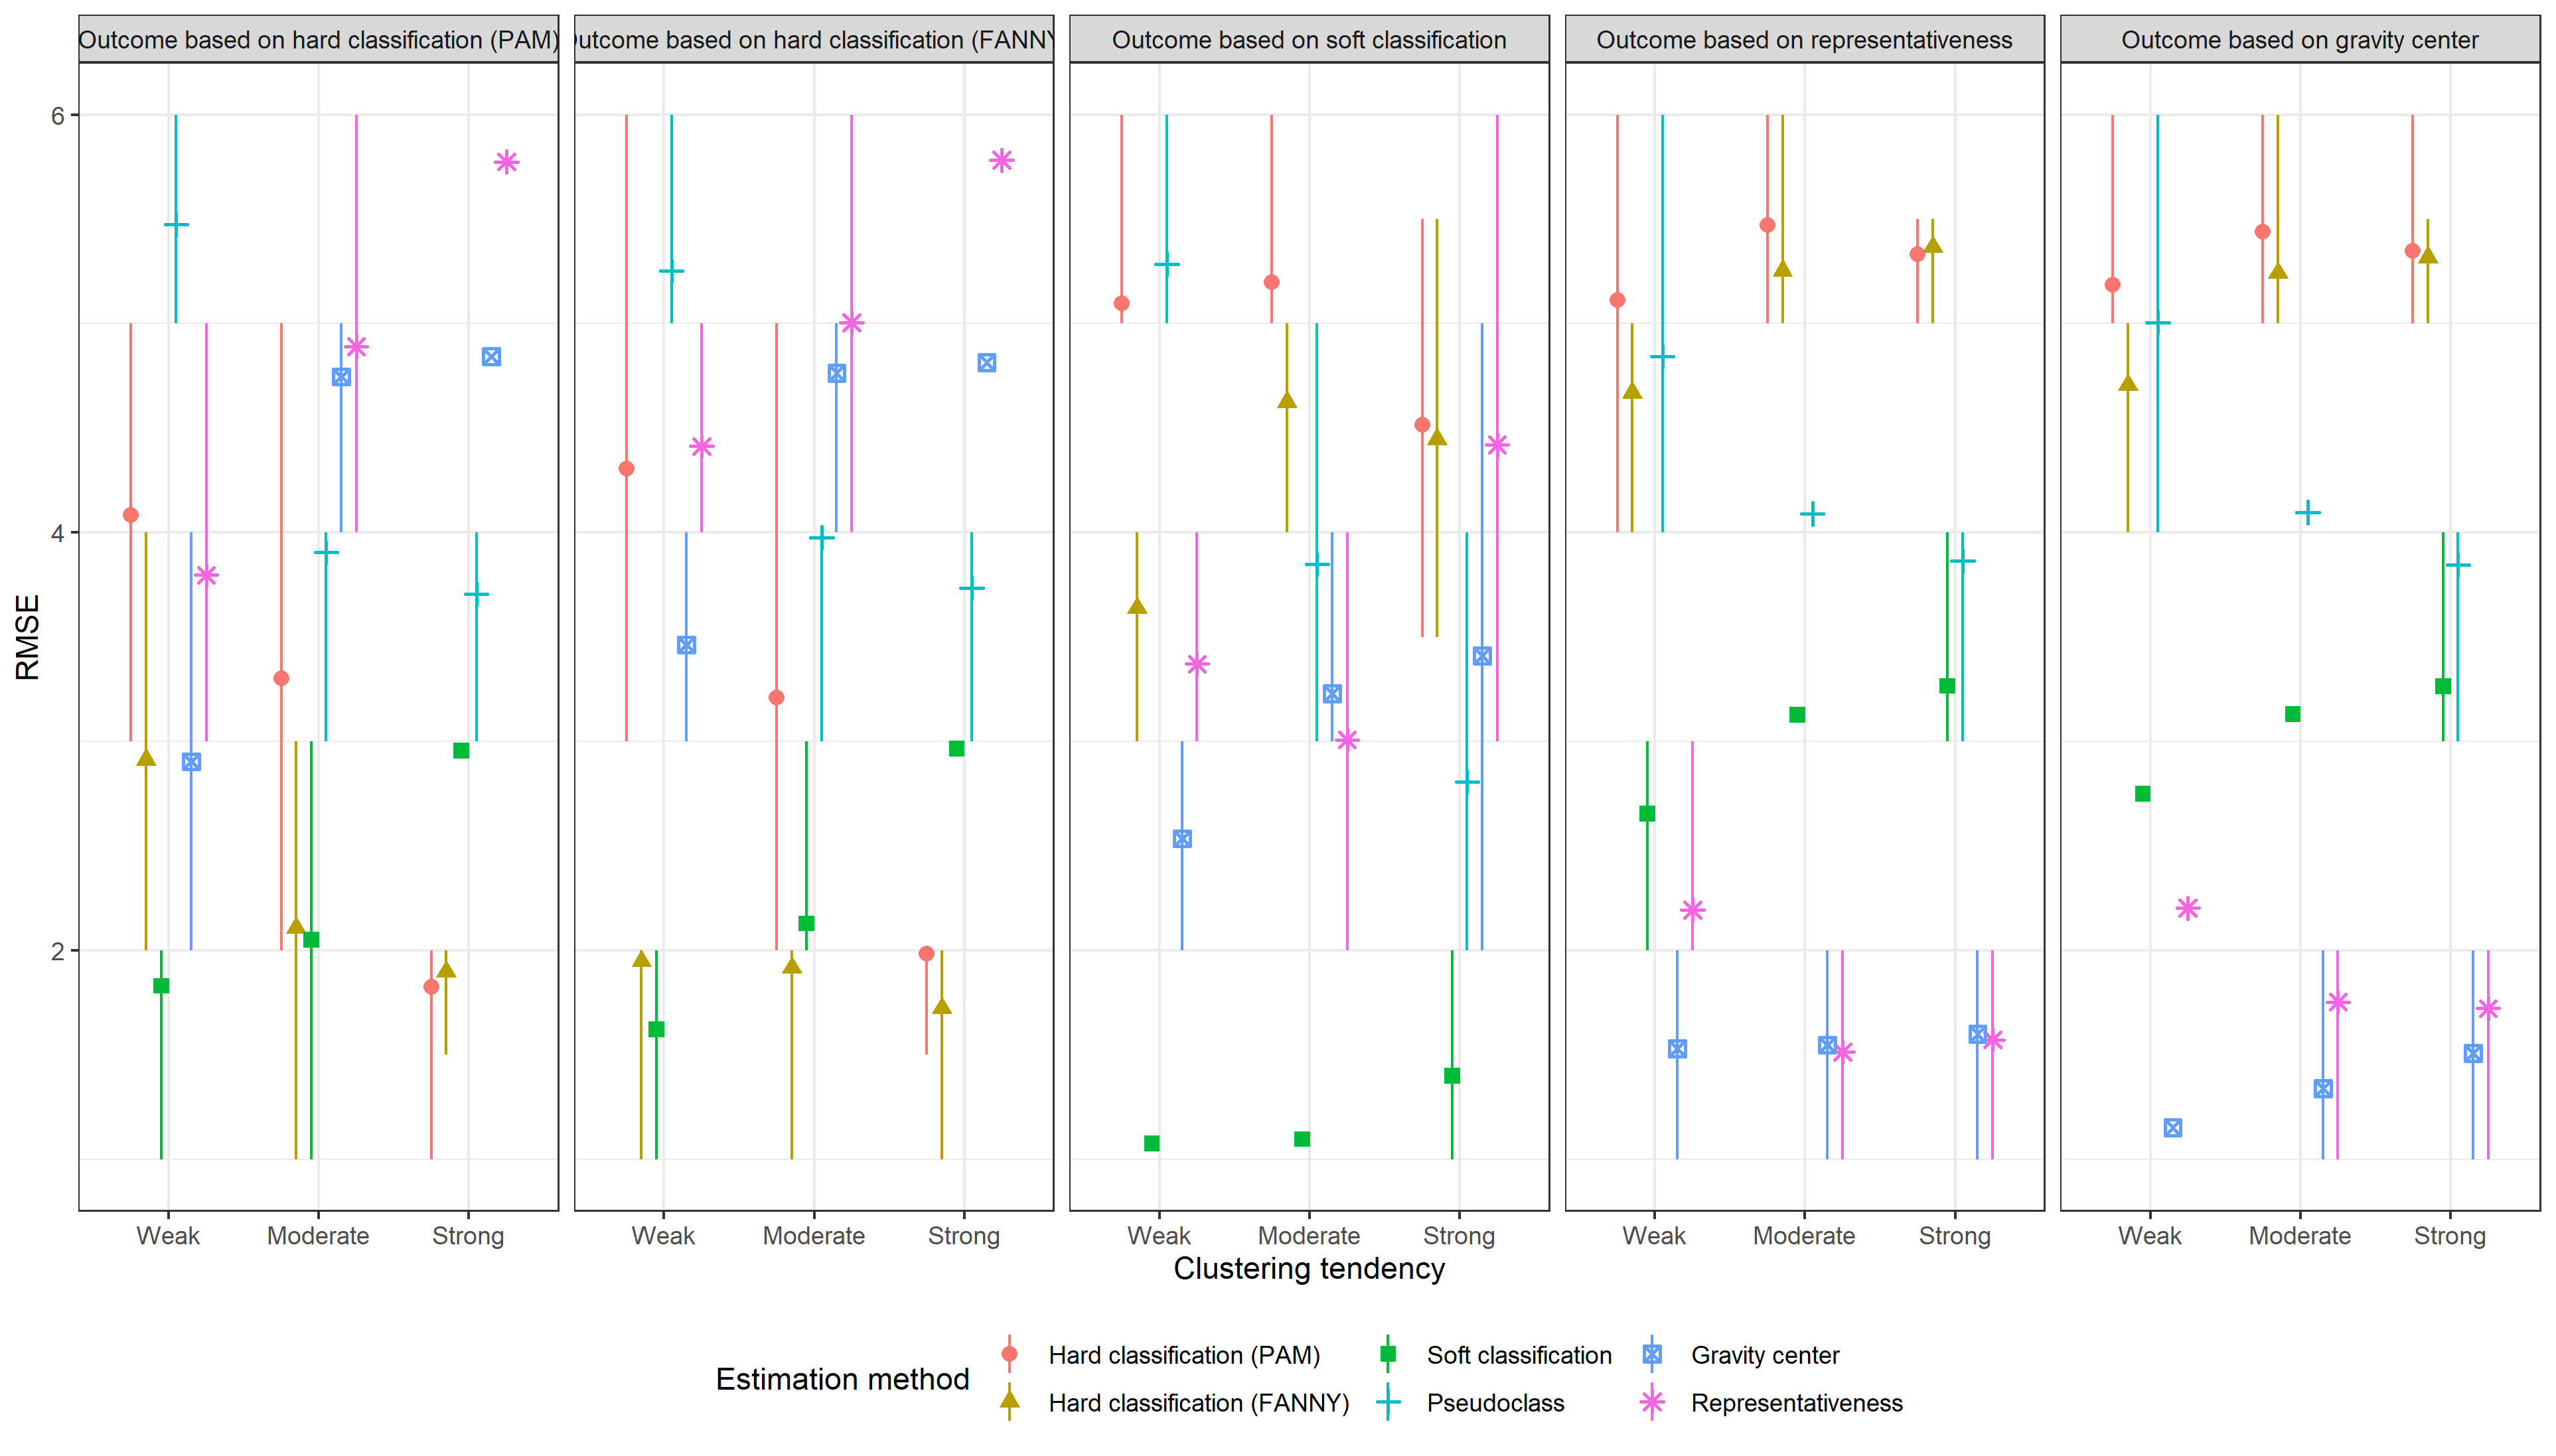 Outcome based on hard classification (PAM)
utcome based on hard classification (FANNY
Outcome based on soft classification
Outcome based on representativeness
Outcome based on gravity center
6
4
2
RMSE
Weak Moderate Strong
Weak Moderate Strong
Weak Moderate Strong
Weak Moderate Strong
Weak Moderate Strong
Clustering tendency
Estimation method
Hard classification (PAM)
Hard classification (FANNY)
Soft classification
Pseudoclass
Gravity center
Representativeness